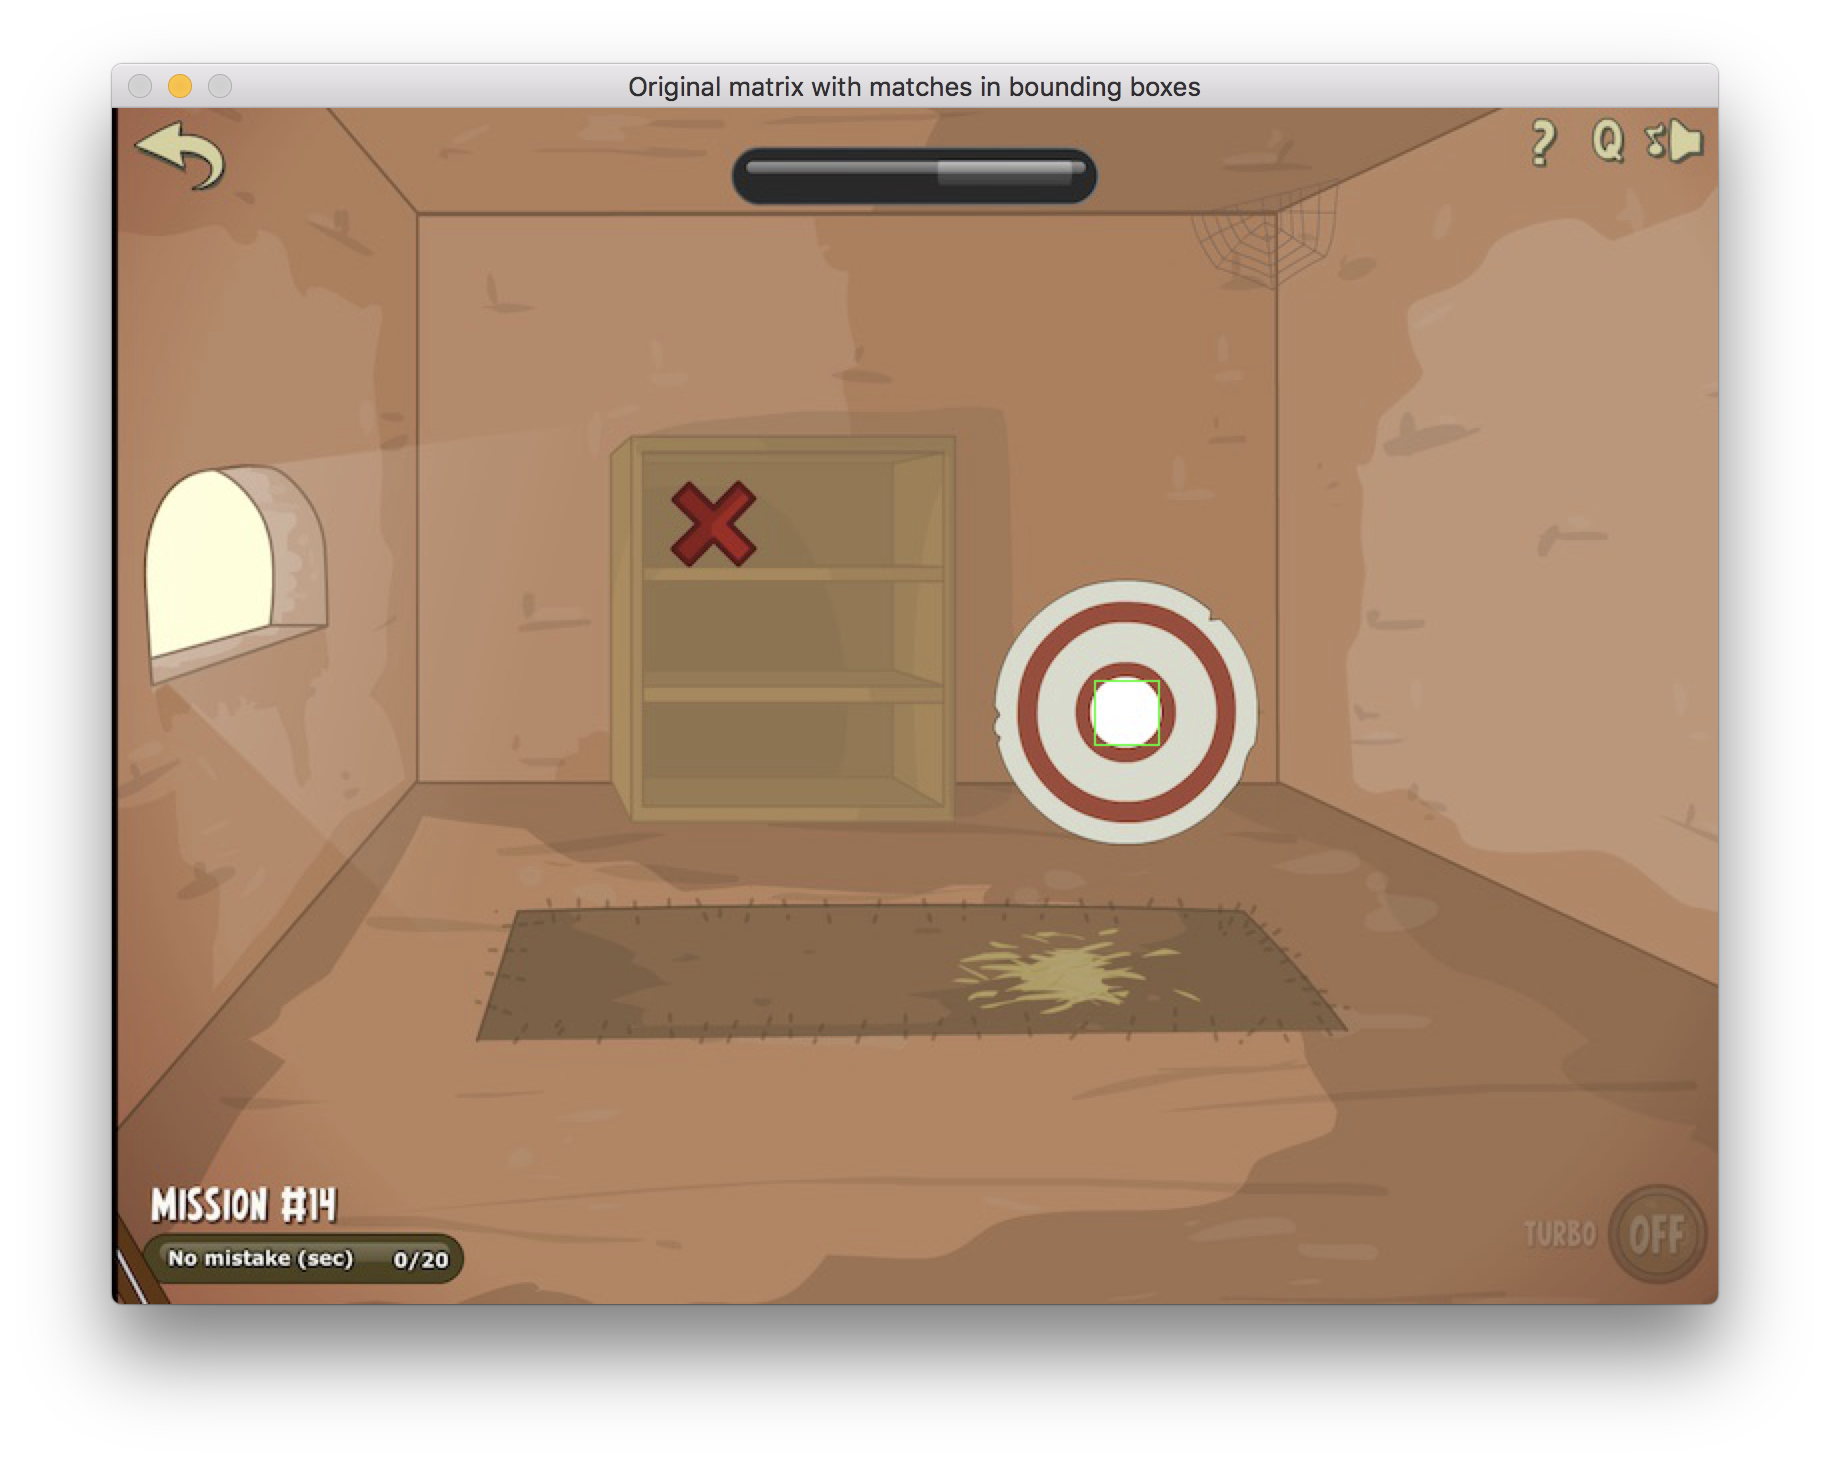 Original matrix with matches in bounding boxes
? Q
MISSION #14
No mistake (sec) 0/20
TURBO OFF